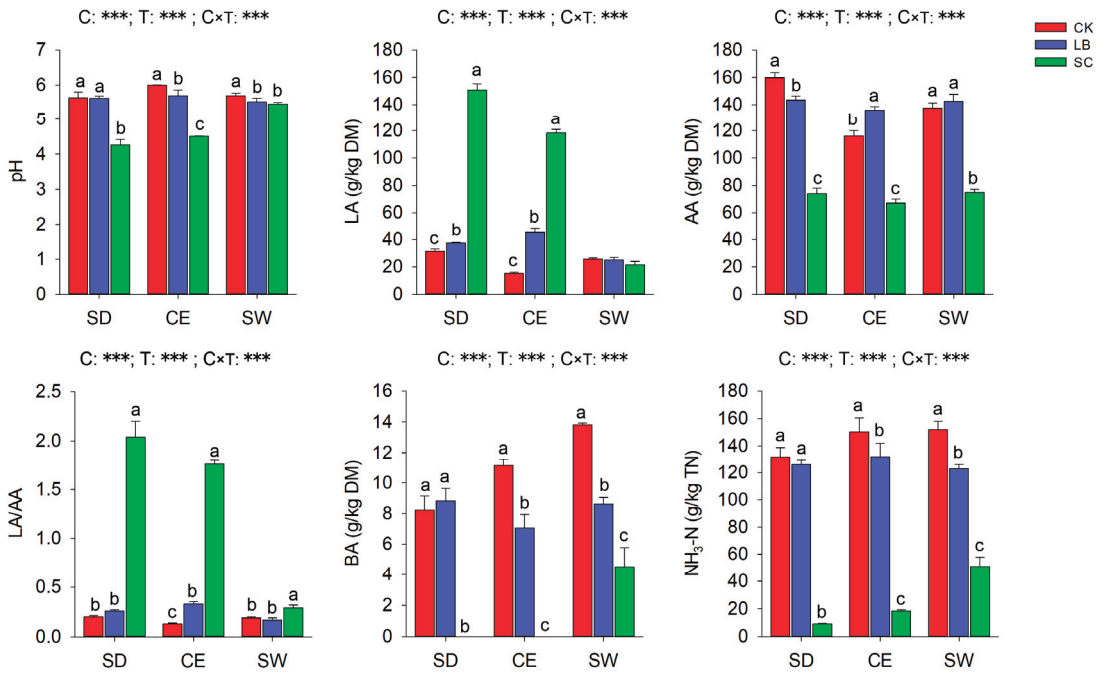 C: ***; T: *** ; C×T: ***
C: ***; T: *** ; C×T: ***
C: ***; T: *** ; C×T: ***
CK
LB
SC
pH
7
6
5
4
3
2
1
0
a a b
a b c
a b b
SD CE SW
LA (g/kg DM)
180
160
140
120
100
80
60
40
20
0
c b a
c b a
SD CE SW
AA (g/kg DM)
180
160
140
120
100
80
60
40
20
0
a b c
b a c
a a b
SD CE SW
C: ***; T: *** ; C×T: ***
C: ***; T: *** ; C×T: ***
C: ***; T: *** ; C×T: ***
LA/AA
2.5
2.0
1.5
1.0
0.5
0.0
b b a
c b a
b b a
SD CE SW
BA (g/kg DM)
16
14
12
10
8
6
4
2
0
a a b
a b c
a b c
SD CE SW
NH₃-N (g/kg TN)
180
160
140
120
100
80
60
40
20
0
a a b
a b c
a b c
SD CE SW